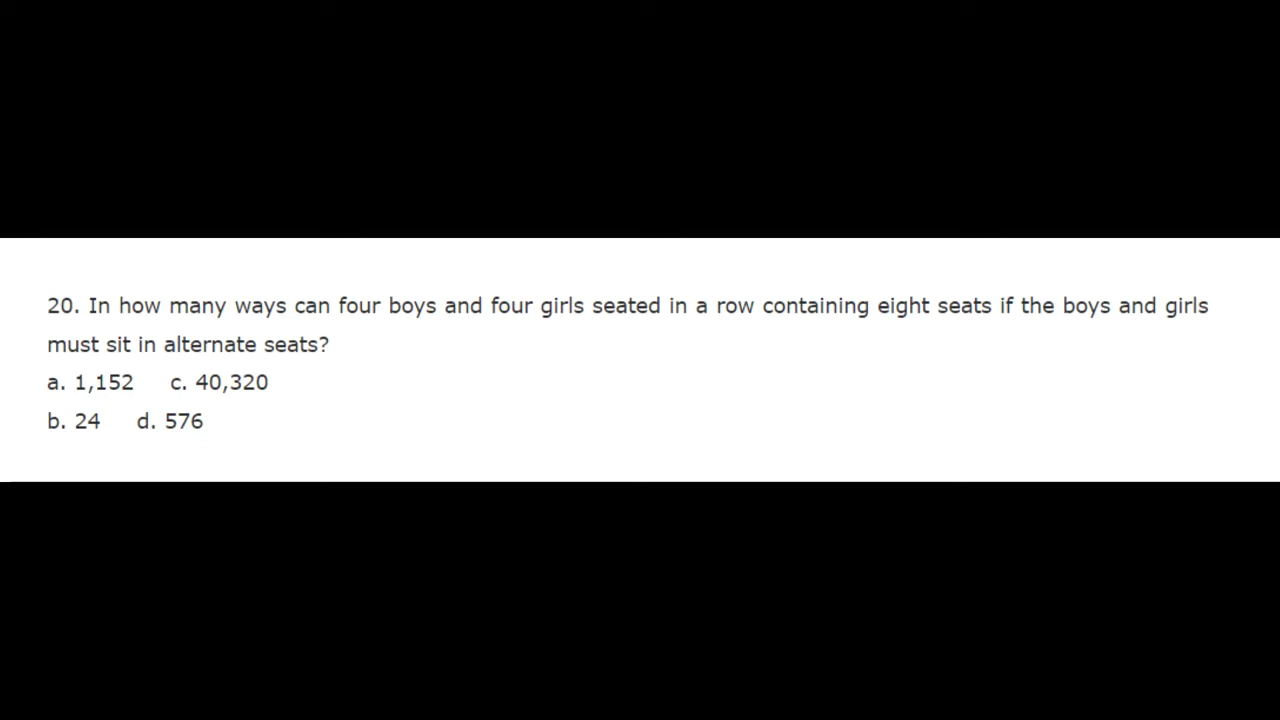 20. In how many ways can four boys and four girls seated in a row containing eight seats if the boys and girls
must sit in alternate seats?
a. 1,152 c. 40,320
b. 24 d. 576